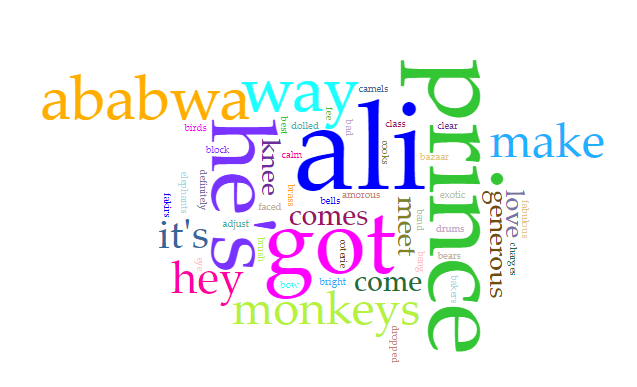 camels
ababwa
way
prince
fee
birds
best
dolled
bad
class
clear
he's
ali
make
block
knee
calm
cooks
bazaar
elephants
definitely
fakirs
brass
bells
amorous
exotic
generous
love
fabulous
faced
comes
meet
band
adjust
got
drums
it's
brush
coterie
charges
eye
bang
bears
hey
bow
bright
come
monkeys
dropped